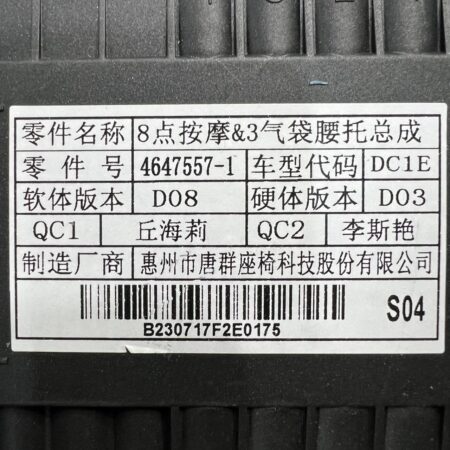 零件名称 8点按摩&3气袋腰托总成
零件号 4647557-1 车型代码 DC1E
软体版本 D08 硬体版本 D03
QC1 丘海莉 QC2 李斯艳
制造厂商 惠州市唐群座椅科技股份有限公司
S04
B230717F2E0175